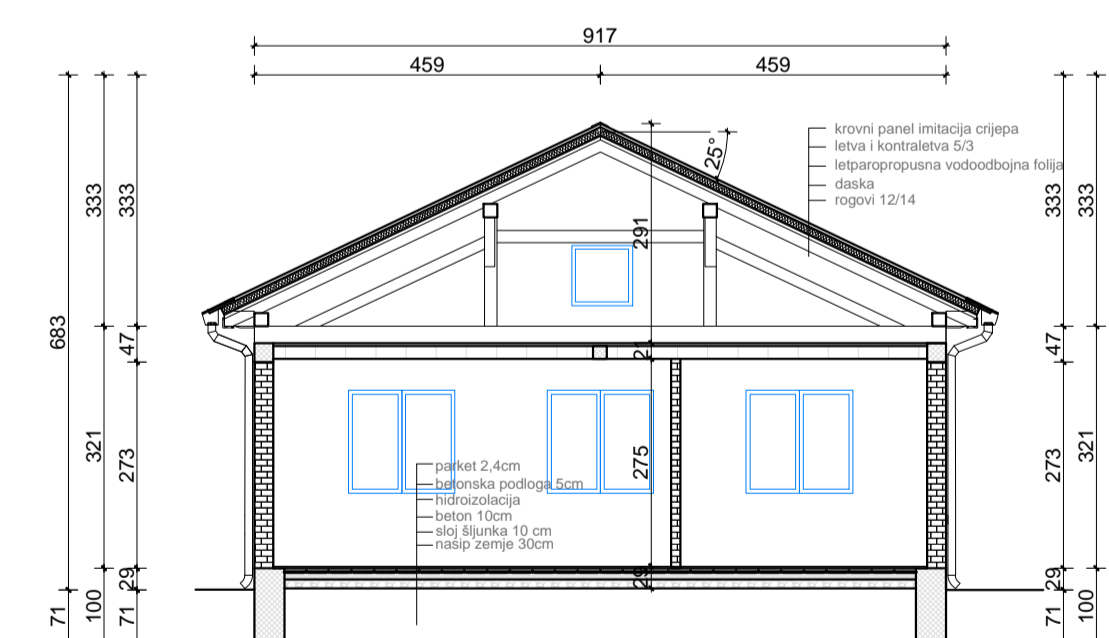 917
459
459
krovni panel imitacija crijepa
letva i kontraletva 5/3
letparopropusna vodoodbojna folija
daska
rogovi 12/14
25°
333
333
291
333
333
683
47
21
47
321
273
275
273
321
parket 2,4cm
betonska podloga 5cm
hidroizolacija
beton 10cm
sloj šljunka 10 cm
nasip zemje 30cm
29
29
29
71
100
71
71
100